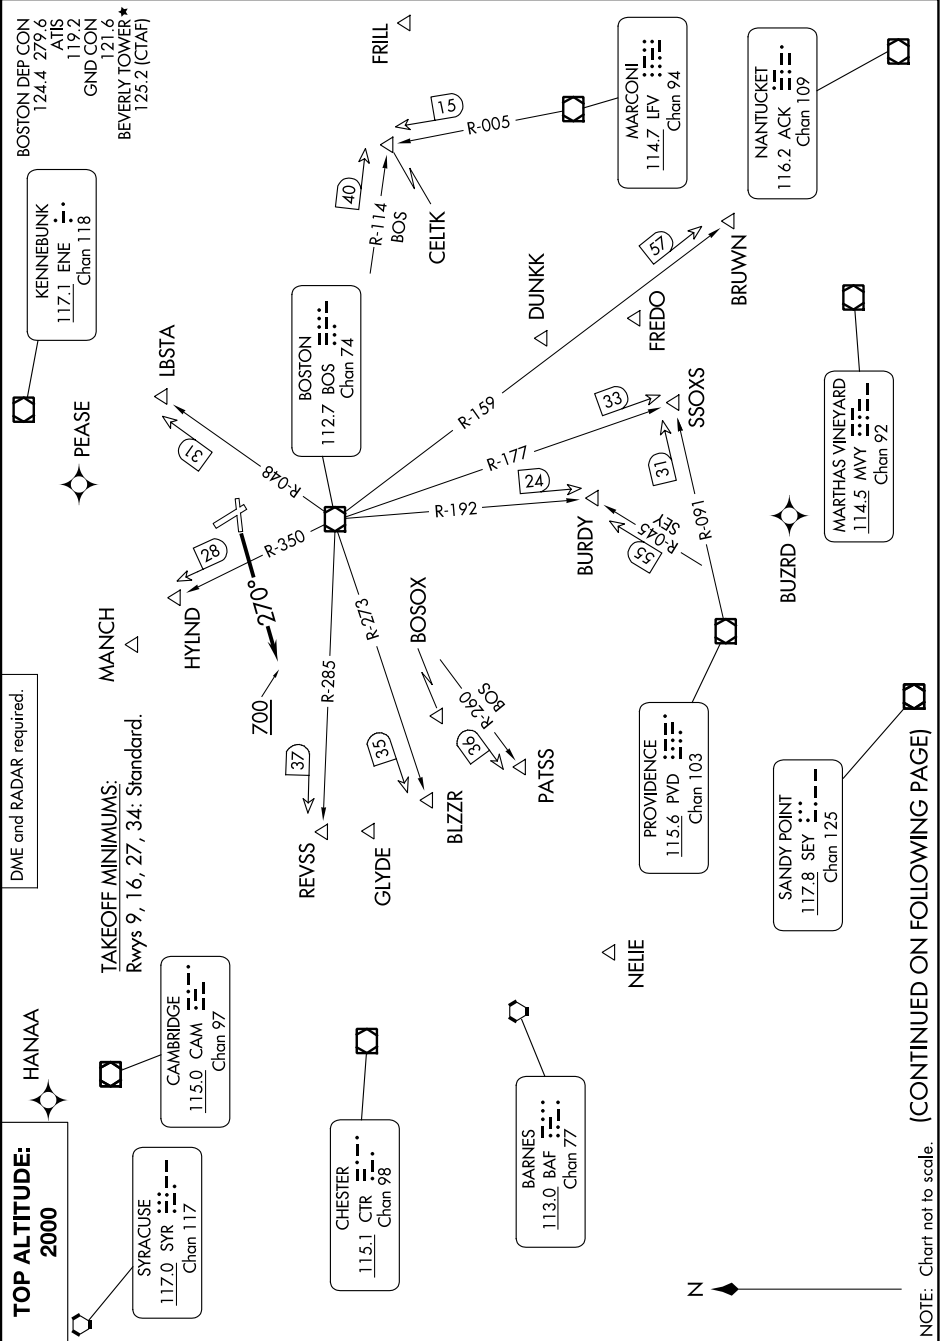 TOP ALTITUDE:
2000
HANAA
DME and RADAR required.
TAKEOFF MINIMUMS:
Rwys 9, 16, 27, 34: Standard.
BOSTON DEP CON
124.4 279.6
ATIS
119.2
GND CON
121.6
BEVERLY TOWER★
125.2 (CTAF)
SYRACUSE
117.0 SYR
Chan 117
CAMBRIDGE
115.0 CAM
Chan 97
MANCH
PEASE
KENNEBUNK
117.1 ENE
Chan 118
HYLND
28
R-350
270°
700
LBSTA
31
R-048
FRILL
CHESTER
115.1 CTR
Chan 98
REVSS
37
R-285
GLYDE
BLZZR
35
R-273
BOSOX
PATSS
36
R-260
BOS
BOSTON
112.7 BOS
Chan 74
40
R-114
BOS
CELTK
15
R-005
MARCONI
114.7 LFV
Chan 94
BARNES
113.0 BAF
Chan 77
NELIE
R-192
24
BURDY
R-177
33
SSOXS
R-159
57
DUNKK
FREDO
BRUWN
55
R-045
SEY
31
R-091
PROVIDENCE
115.6 PVD
Chan 103
BUZRD
SANDY POINT
117.8 SEY
Chan 125
MARTHAS VINEYARD
114.5 MVY
Chan 92
NANTUCKET
116.2 ACK
Chan 109
N
NOTE: Chart not to scale.
(CONTINUED ON FOLLOWING PAGE)